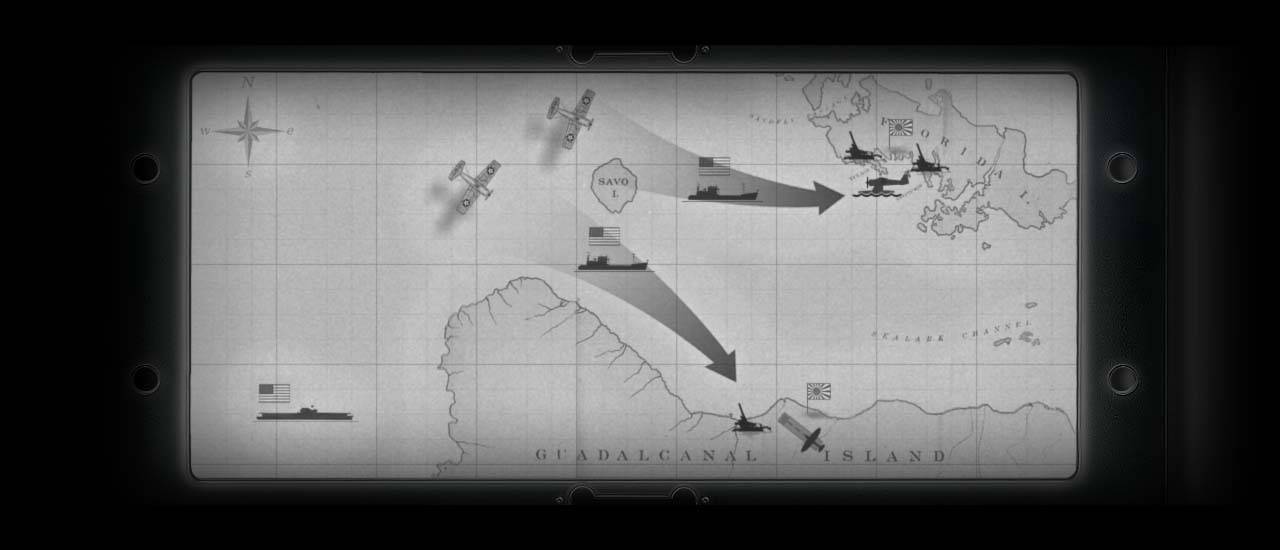 N
W
e
s
SAVO
I.
FLORIDA I.
SEALARK CHANNEL
GUADALCANAL ISLAND